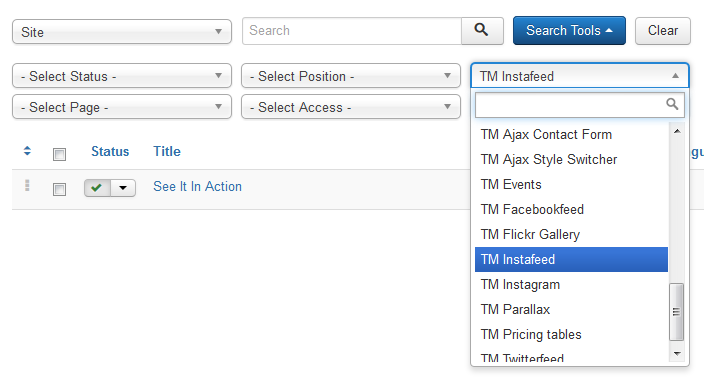 Site
Search
Search Tools
Clear
- Select Status -
- Select Position -
TM Instafeed
- Select Page -
- Select Access -
Status
Title
See It In Action
TM Ajax Contact Form
TM Ajax Style Switcher
TM Events
TM Facebookfeed
TM Flickr Gallery
TM Instafeed
TM Instagram
TM Parallax
TM Pricing tables
TM Twitterfeed